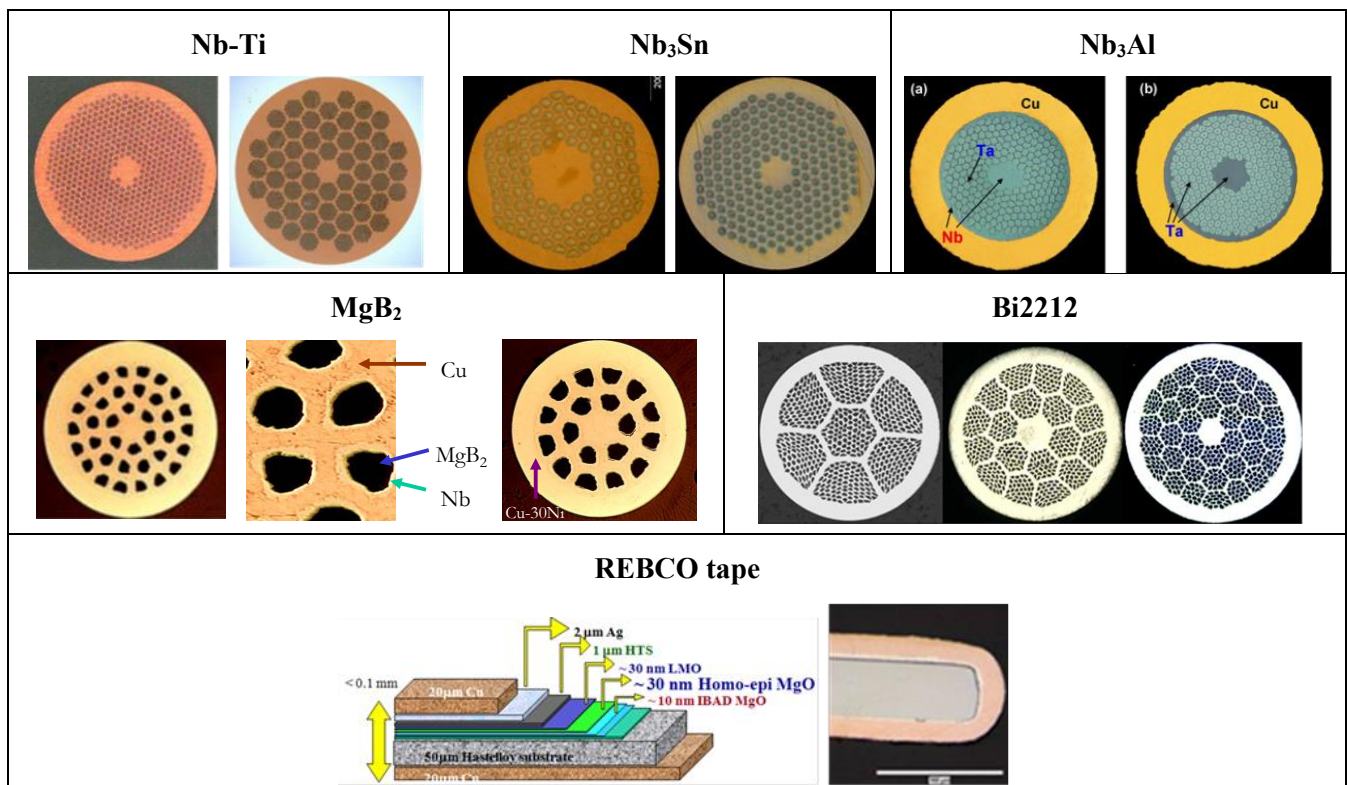 Nb-Ti
Nb₃Sn
Nb₃Al
(a)
Cu
Ta
Nb
(b)
Cu
Ta
MgB₂
Cu
MgB₂
Nb
Cu-30Ni
Bi2212
REBCO tape
2 µm Ag
1 µm HTS
~30 nm LMO
~ 30 nm Homo-epi MgO
~ 10 nm IBAD MgO
< 0.1 mm
20µm Cu
50µm Hastelloy substrate
20µm Cu